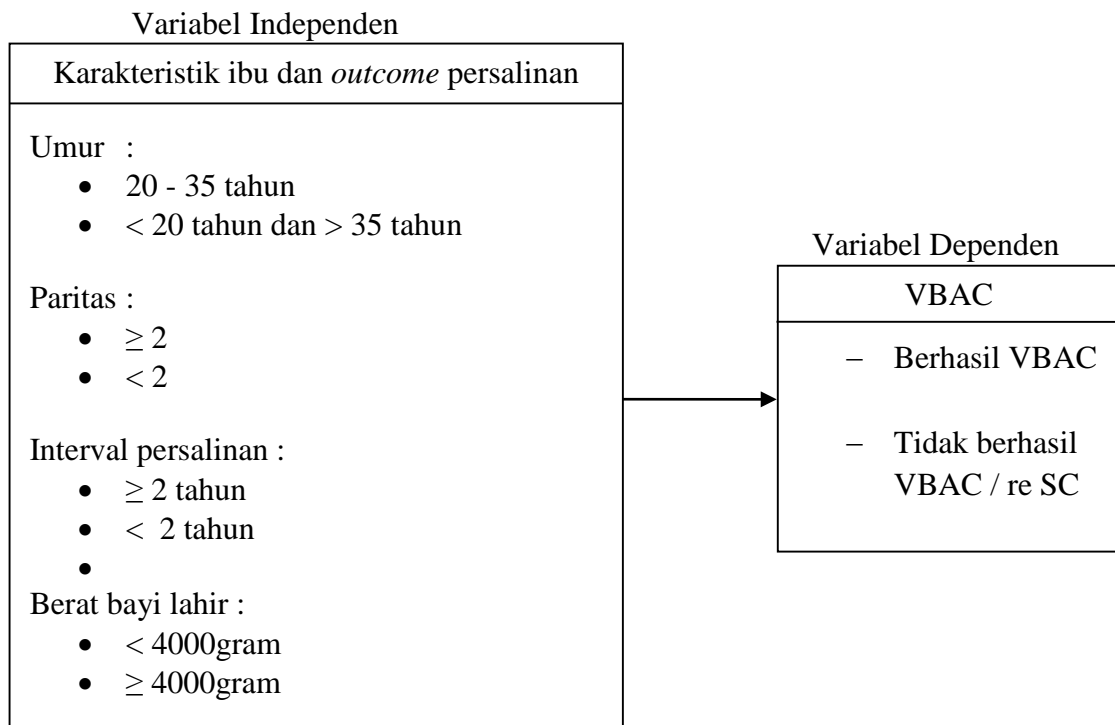 Variabel Independen
Karakteristik ibu dan outcome persalinan
Umur :
• 20 - 35 tahun
• < 20 tahun dan > 35 tahun
Paritas :
• ≥ 2
• < 2
Interval persalinan :
• ≥ 2 tahun
• < 2 tahun
•
Berat bayi lahir :
• < 4000gram
• ≥ 4000gram
Variabel Dependen
VBAC
– Berhasil VBAC
– Tidak berhasil
VBAC / re SC